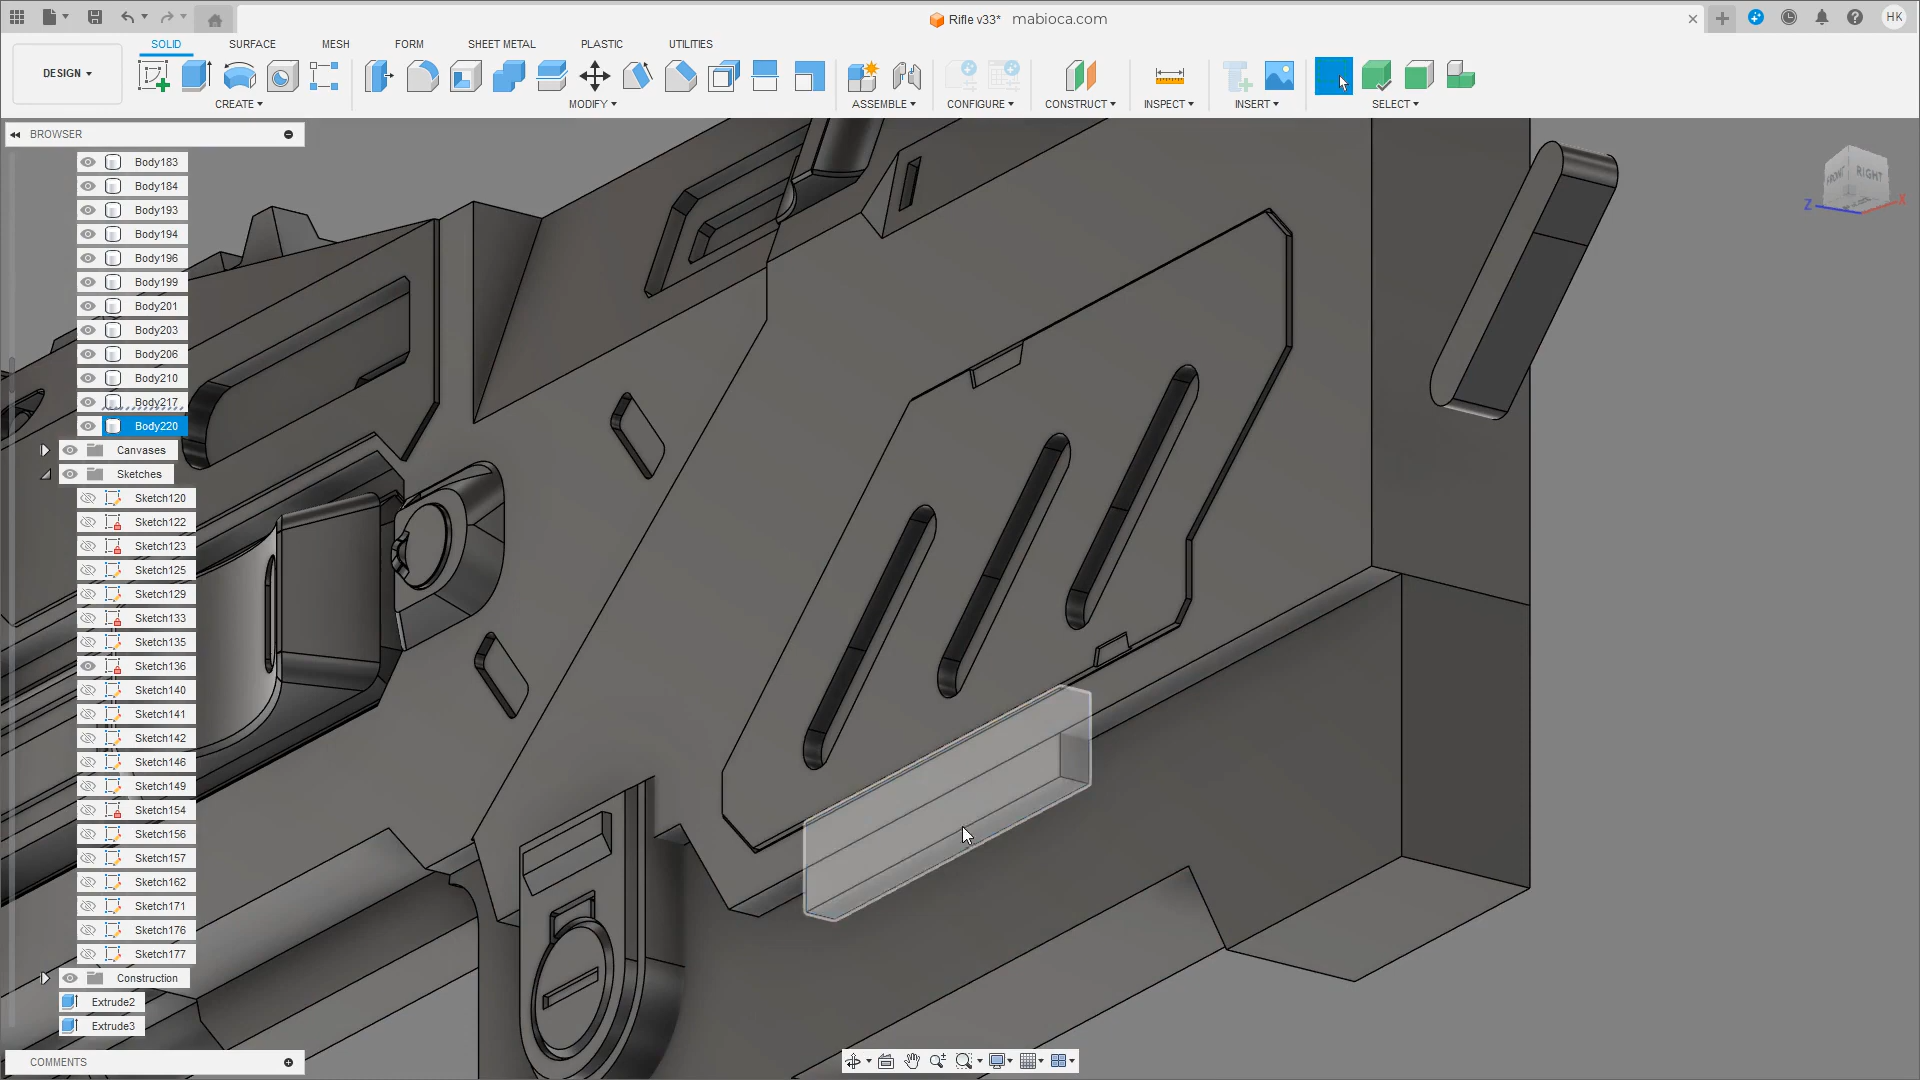 Rifle v33*
mabioca.com
HK
DESIGN
SOLID
SURFACE
MESH
FORM
SHEET METAL
PLASTIC
UTILITIES
CREATE
MODIFY
ASSEMBLE
CONFIGURE
CONSTRUCT
INSPECT
INSERT
SELECT
BROWSER
Body183
Body184
Body193
Body194
Body196
Body199
Body201
Body203
Body206
Body210
Body217
Body220
Canvases
Sketches
Sketch120
Sketch122
Sketch123
Sketch125
Sketch129
Sketch133
Sketch135
Sketch136
Sketch140
Sketch141
Sketch142
Sketch146
Sketch149
Sketch154
Sketch156
Sketch157
Sketch162
Sketch171
Sketch176
Sketch177
Construction
Extrude2
Extrude3
COMMENTS
FRONT
RIGHT
Z
X